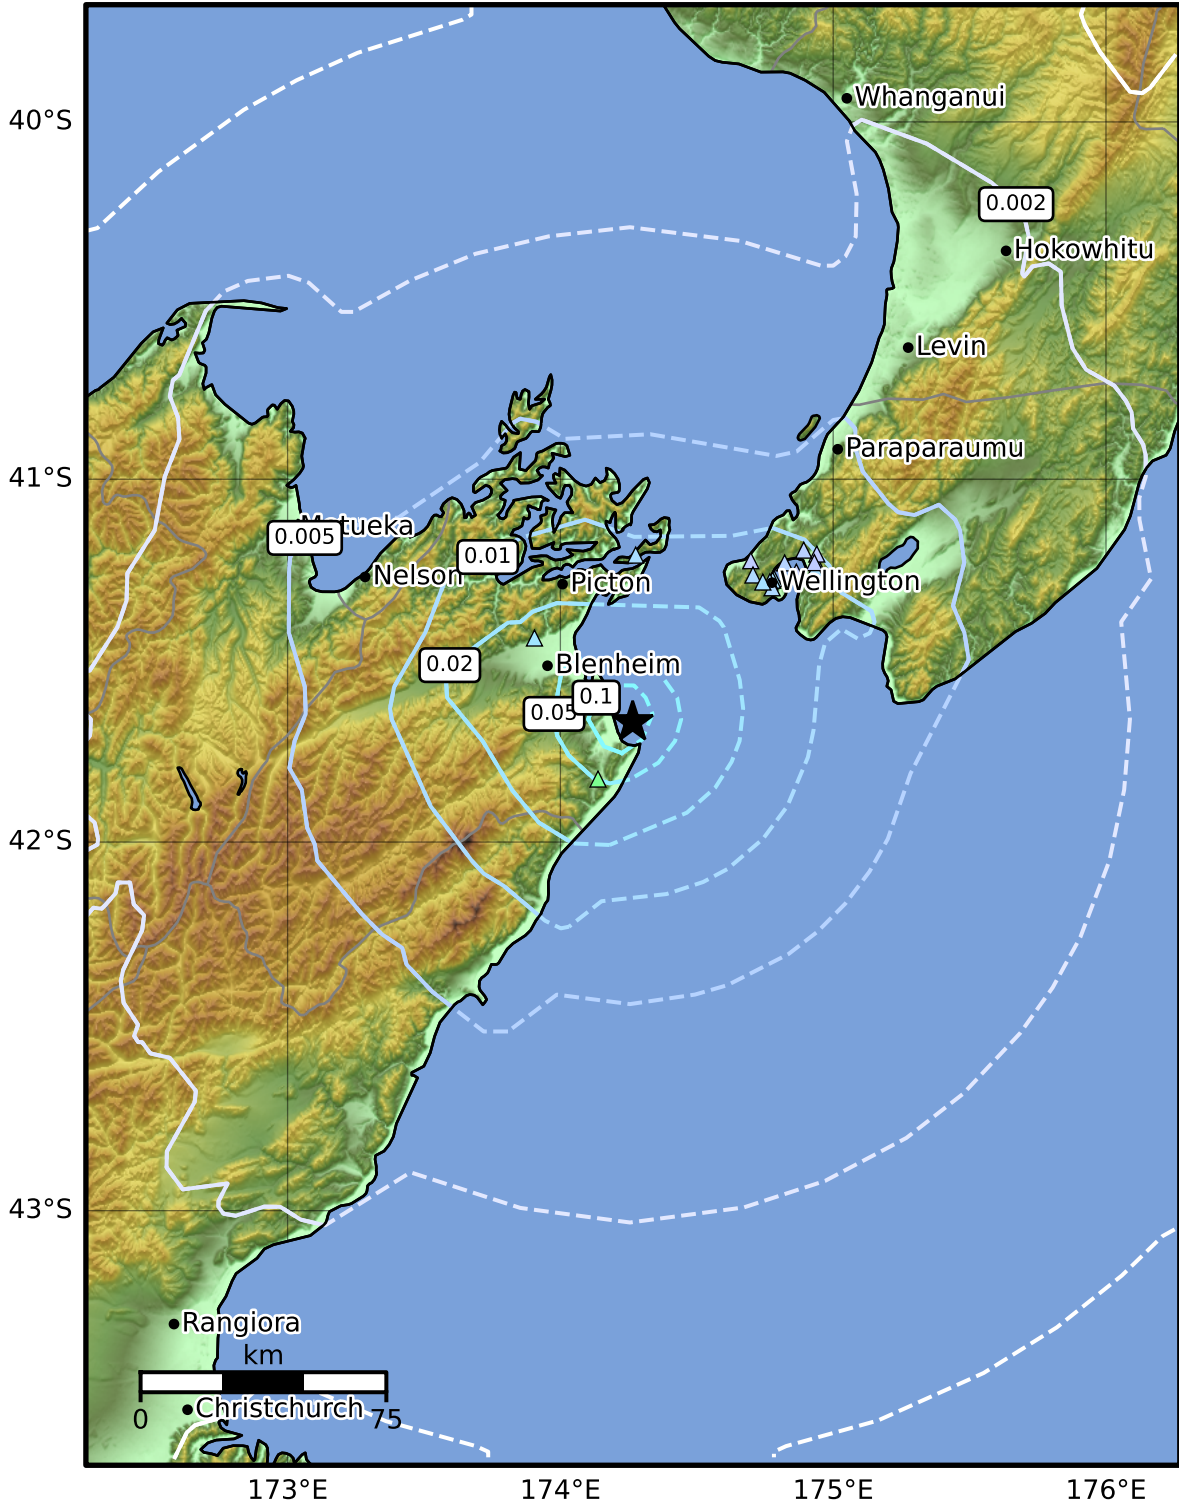 40°S
41°S
42°S
43°S
Whanganui
0.002
Hokowhitu
Levin
Paraparaumu
Motueka
0.005
Nelson
0.01
Picton
Wellington
Blenheim
0.02
0.1
0.05
Rangiora
km
0
75
Christchurch
173°E
174°E
175°E
176°E